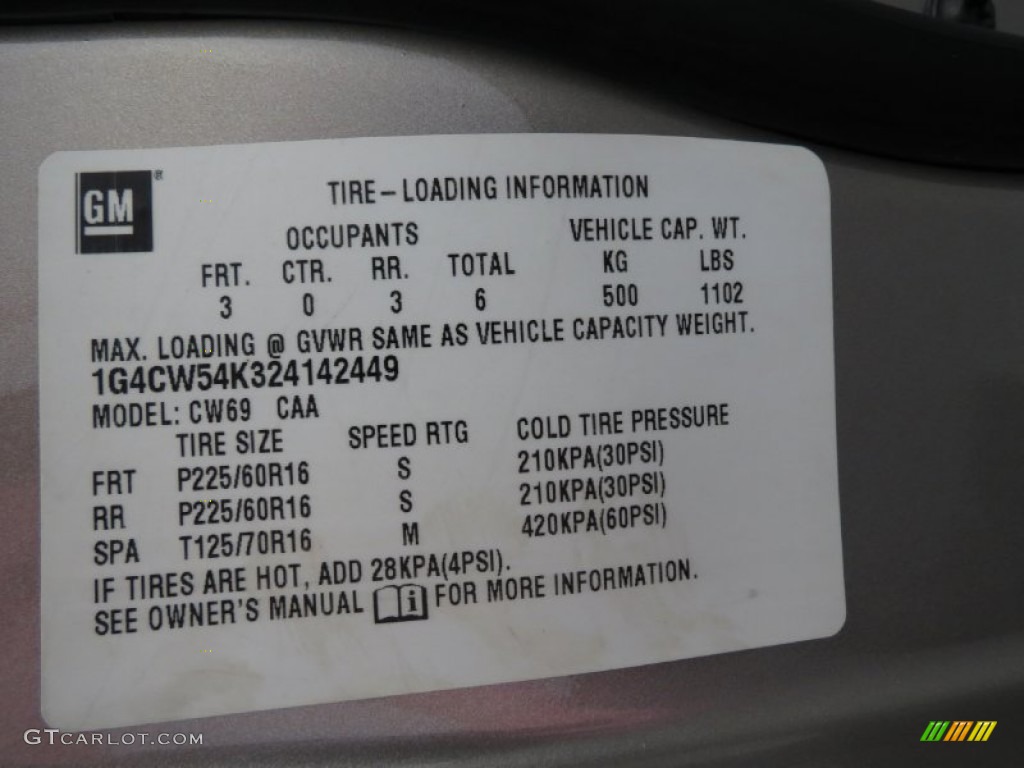 GM®
TIRE – LOADING INFORMATION
OCCUPANTS VEHICLE CAP. WT.
FRT. CTR. RR. TOTAL KG LBS
3 0 3 6 500 1102
MAX. LOADING @ GVWR SAME AS VEHICLE CAPACITY WEIGHT.
1G4CW54K324142449
MODEL: CW69 CAA
TIRE SIZE SPEED RTG COLD TIRE PRESSURE
FRT P225/60R16 S 210KPA(30PSI)
RR P225/60R16 S 210KPA(30PSI)
SPA T125/70R16 M 420KPA(60PSI)
IF TIRES ARE HOT, ADD 28KPA(4PSI).
SEE OWNER'S MANUAL i FOR MORE INFORMATION.
GTCARLOT.COM